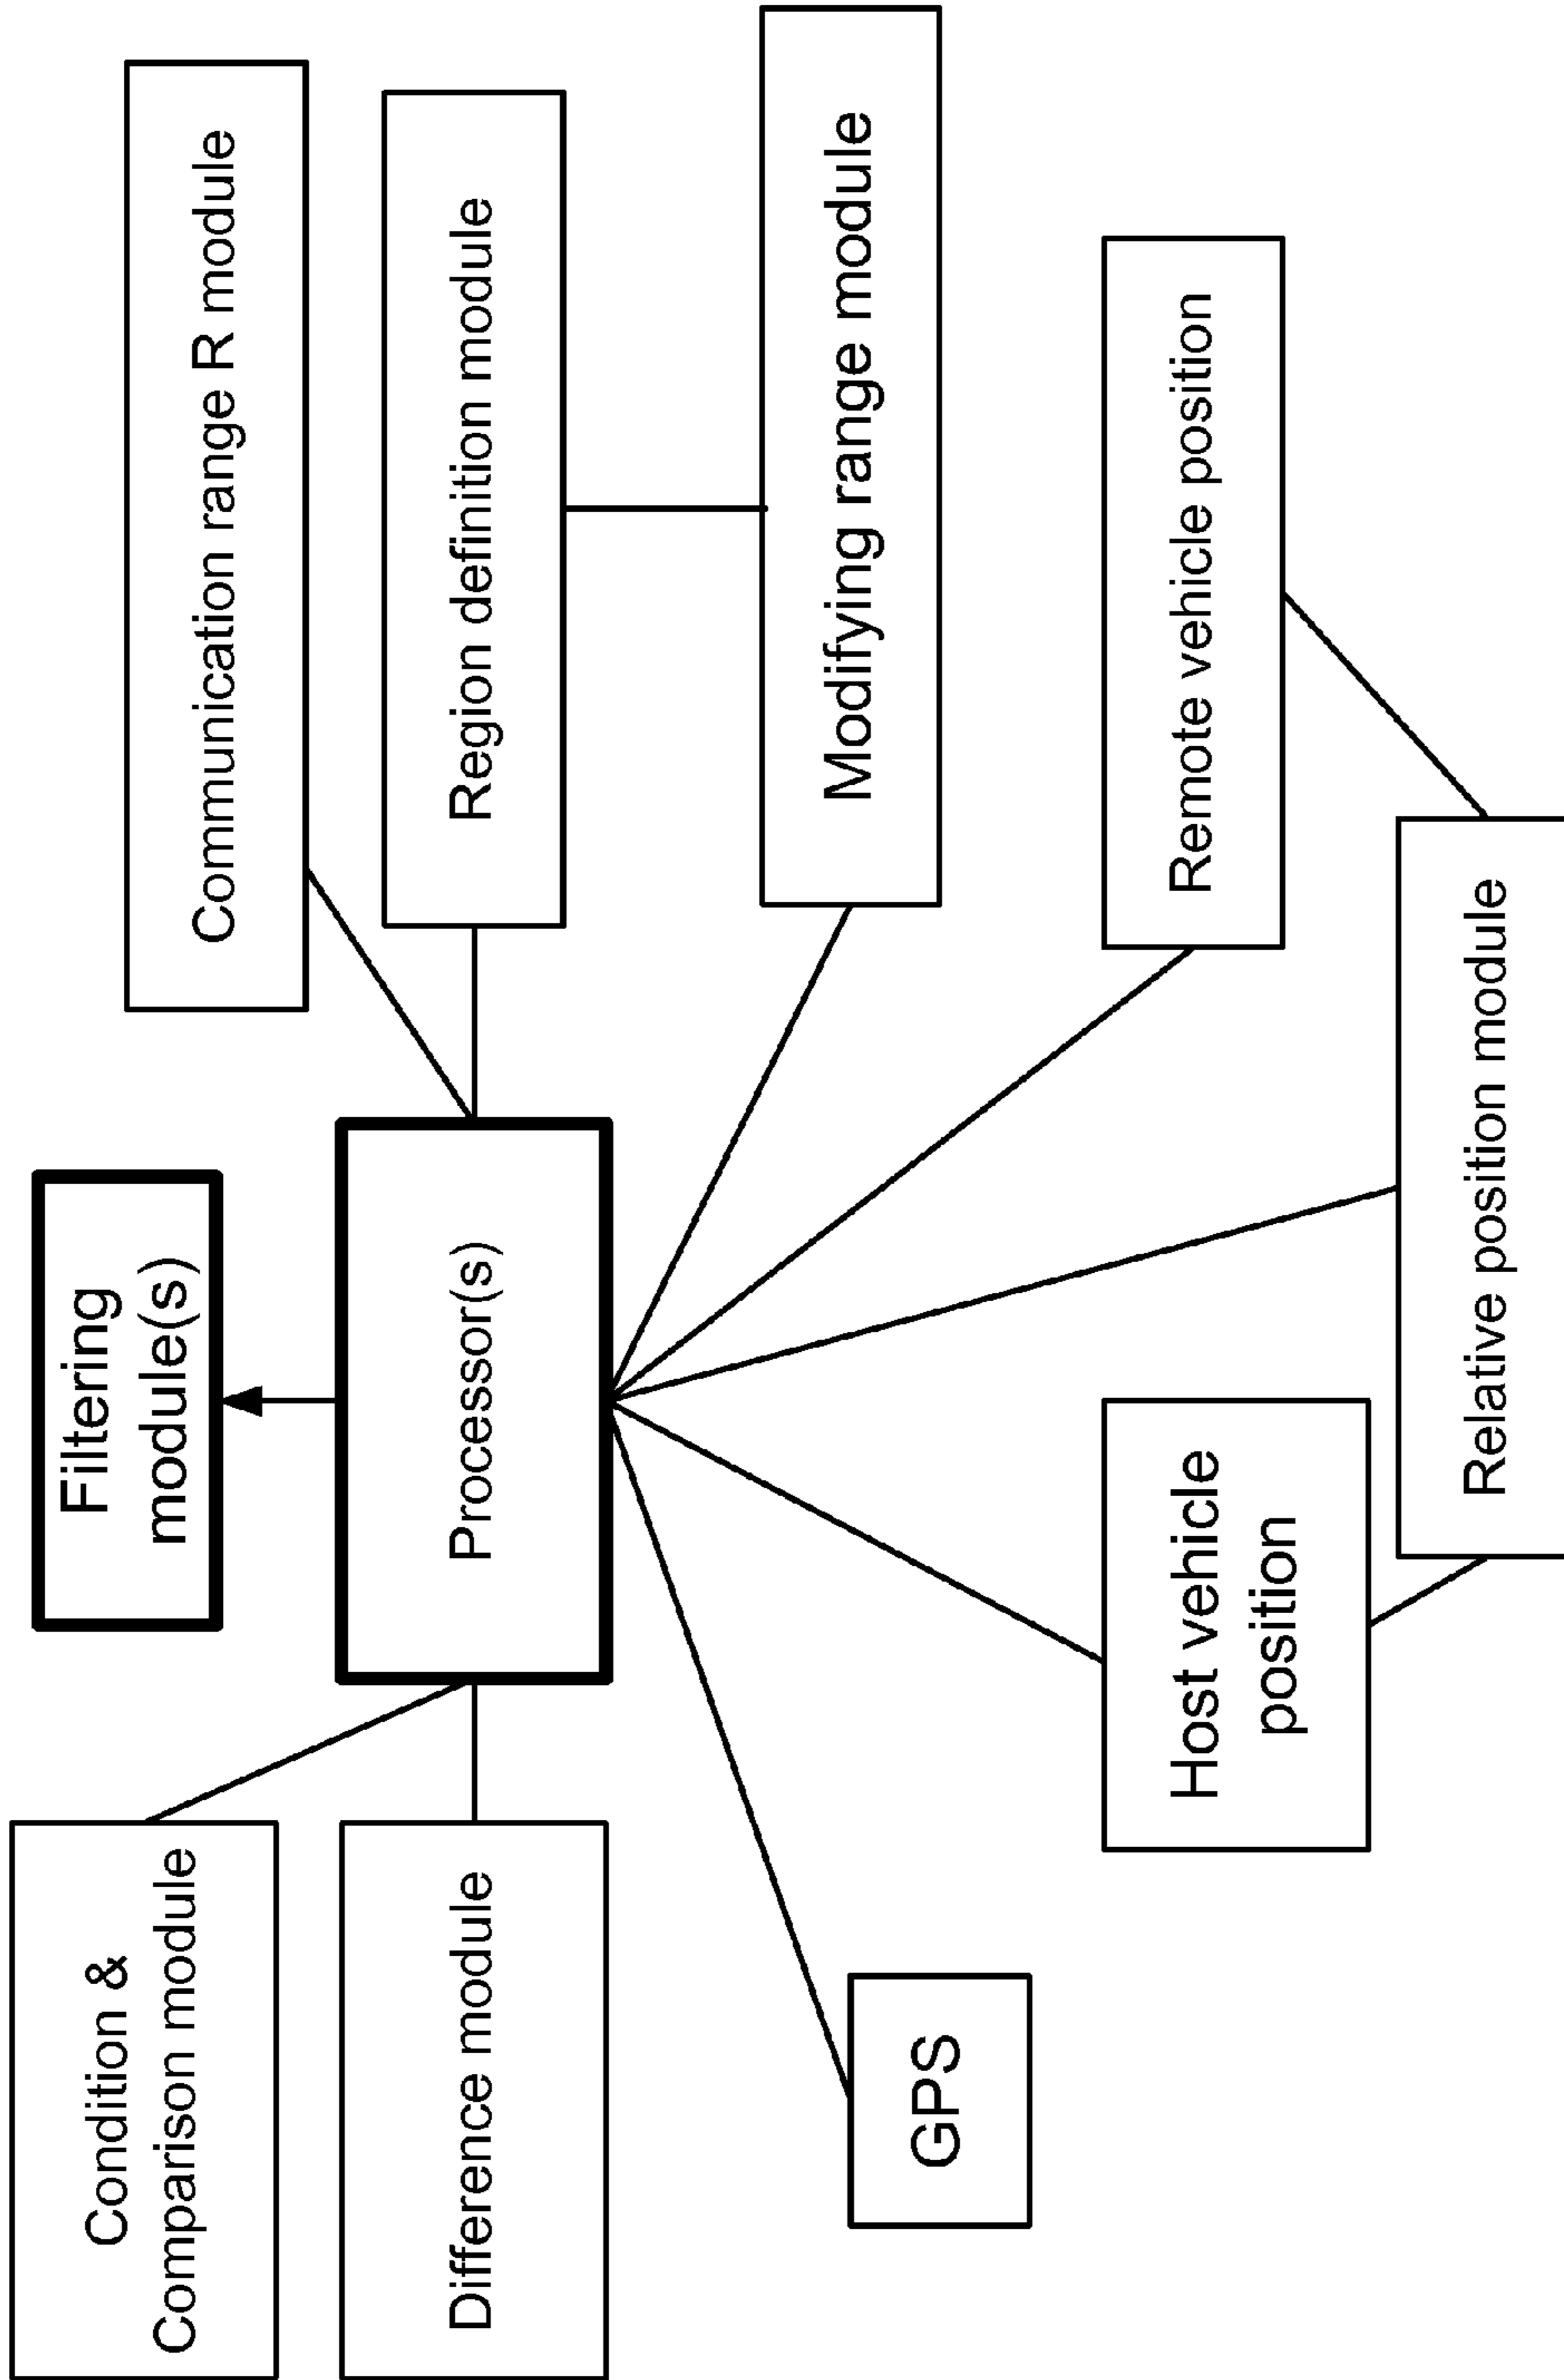 Filtering
module(s)
Condition &
Comparison module
Communication range R module
Difference module
Processor(s)
Region definition module
Modifying range module
GPS
Host vehicle
position
Remote vehicle position
Relative position module